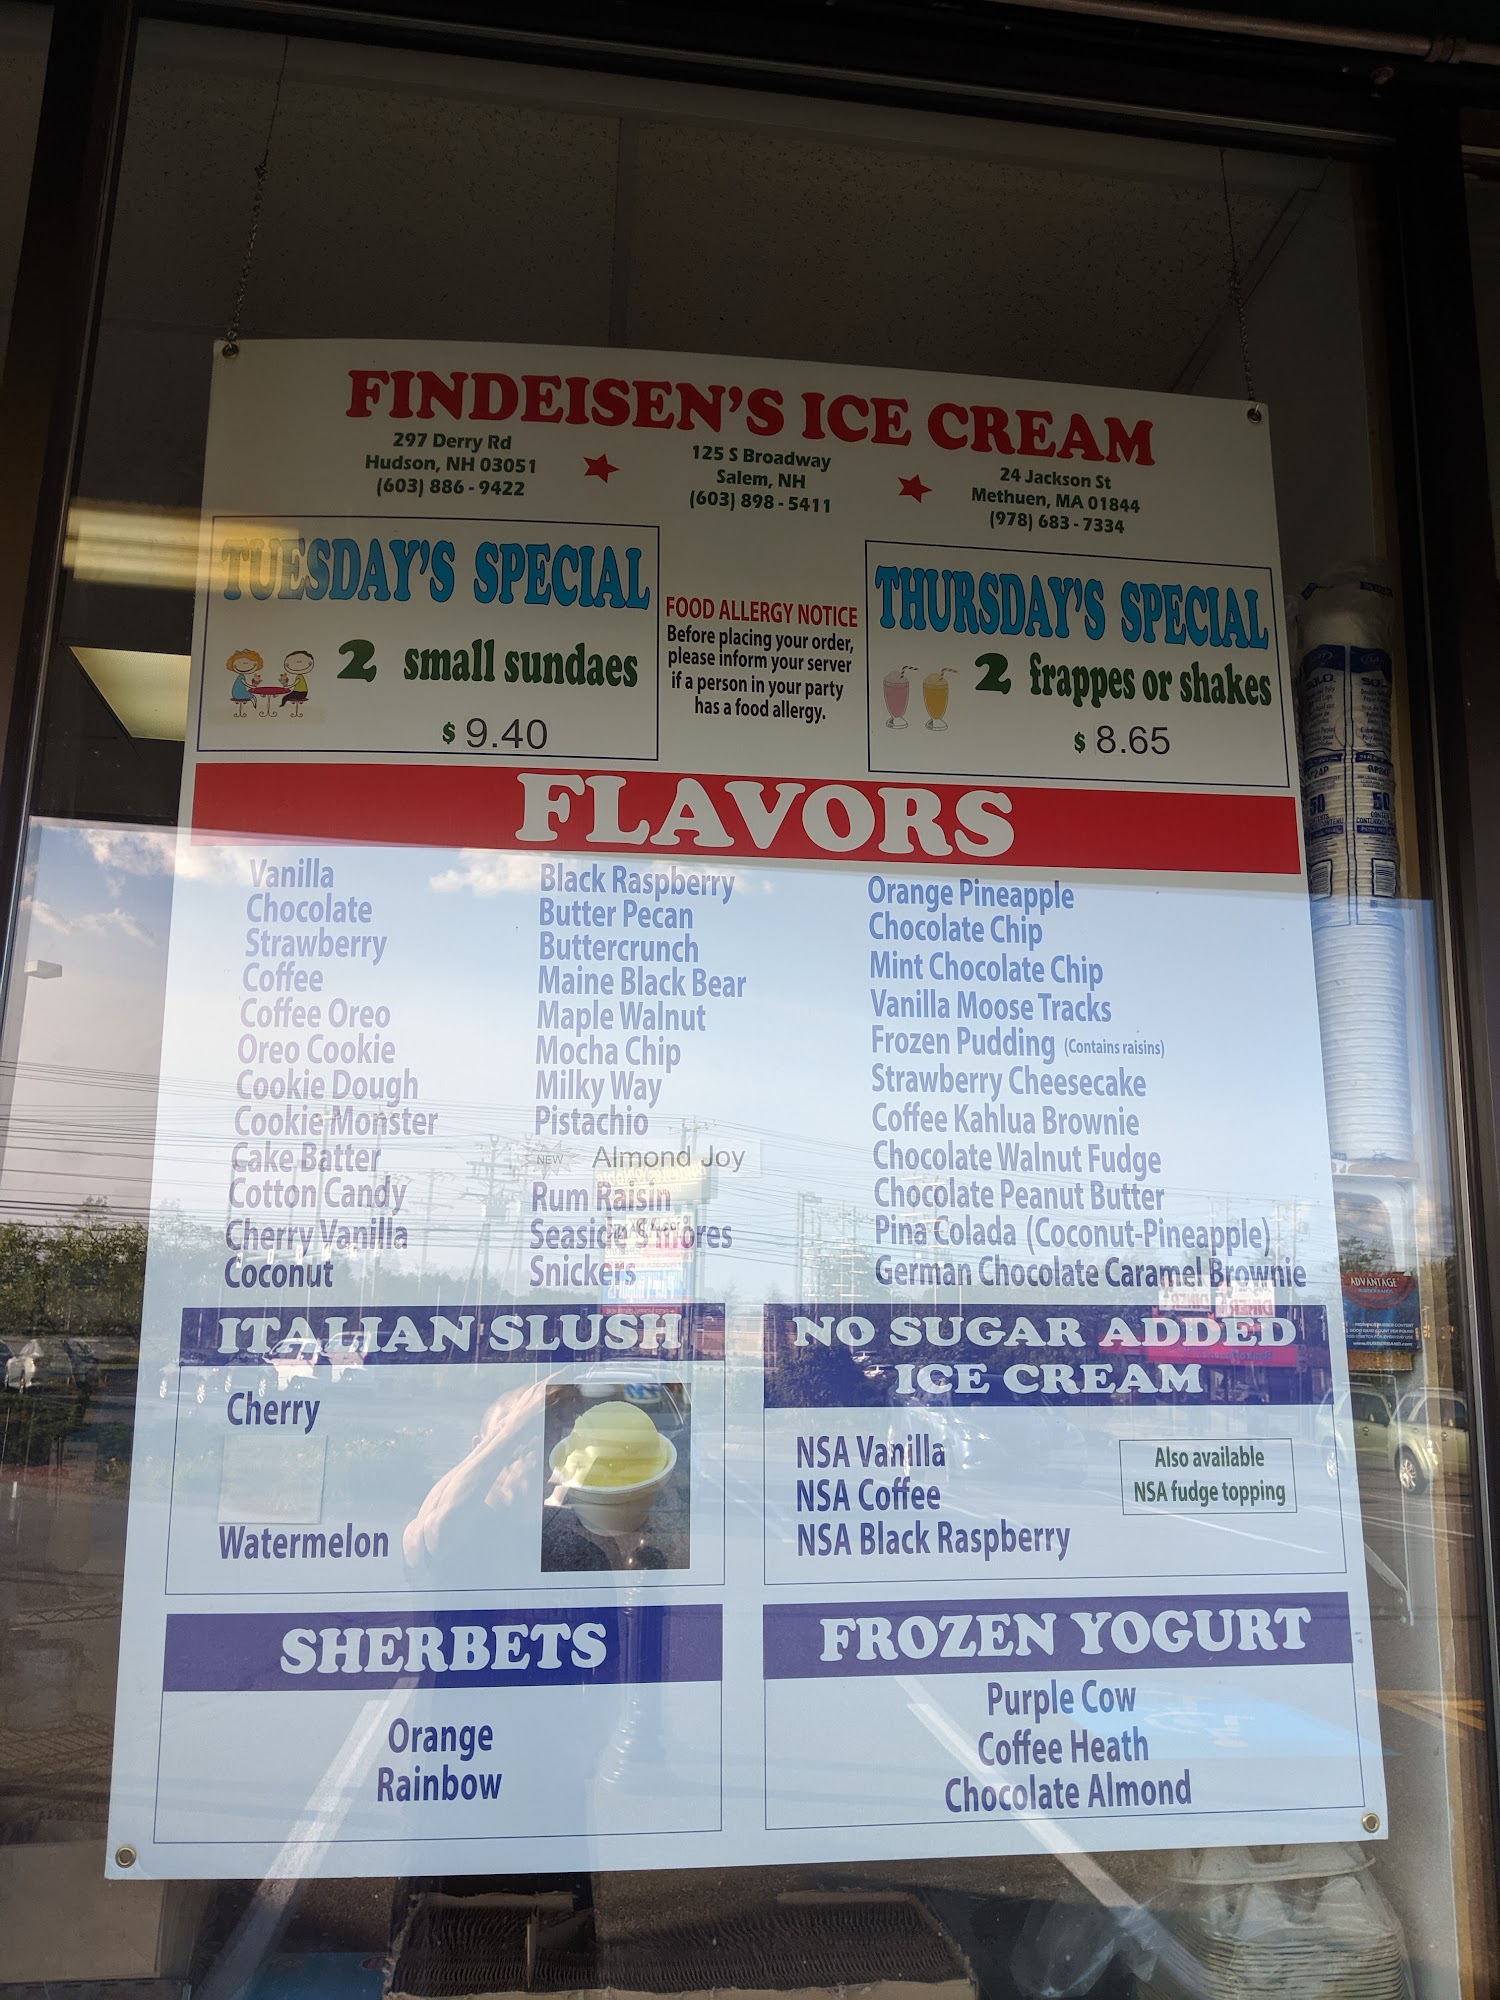 FINDEISEN'S ICE CREAM
297 Derry Rd
Hudson, NH 03051
(603) 886 - 9422
125 S Broadway
Salem, NH
(603) 898 - 5411
24 Jackson St
Methuen, MA 01844
(978) 683 - 7334
TUESDAY'S SPECIAL
2 small sundaes
$ 9.40
FOOD ALLERGY NOTICE
Before placing your order,
please inform your server
if a person in your party
has a food allergy.
THURSDAY'S SPECIAL
2 frappes or shakes
$ 8.65
FLAVORS
Vanilla
Chocolate
Strawberry
Coffee
Coffee Oreo
Oreo Cookie
Cookie Dough
Cookie Monster
Cake Batter
Cotton Candy
Cherry Vanilla
Coconut
Black Raspberry
Butter Pecan
Buttercrunch
Maine Black Bear
Maple Walnut
Mocha Chip
Milky Way
Pistachio
NEW Almond Joy
Rum Raisin
Seaside S'mores
Snickers
Orange Pineapple
Chocolate Chip
Mint Chocolate Chip
Vanilla Moose Tracks
Frozen Pudding (Contains raisins)
Strawberry Cheesecake
Coffee Kahlua Brownie
Chocolate Walnut Fudge
Chocolate Peanut Butter
Pina Colada (Coconut-Pineapple)
German Chocolate Caramel Brownie
ITALIAN SLUSH
Cherry
Watermelon
NO SUGAR ADDED
ICE CREAM
NSA Vanilla
NSA Coffee
NSA Black Raspberry
Also available
NSA fudge topping
SHERBETS
Orange
Rainbow
FROZEN YOGURT
Purple Cow
Coffee Heath
Chocolate Almond
SOLO
50
50
ADVANTAGE